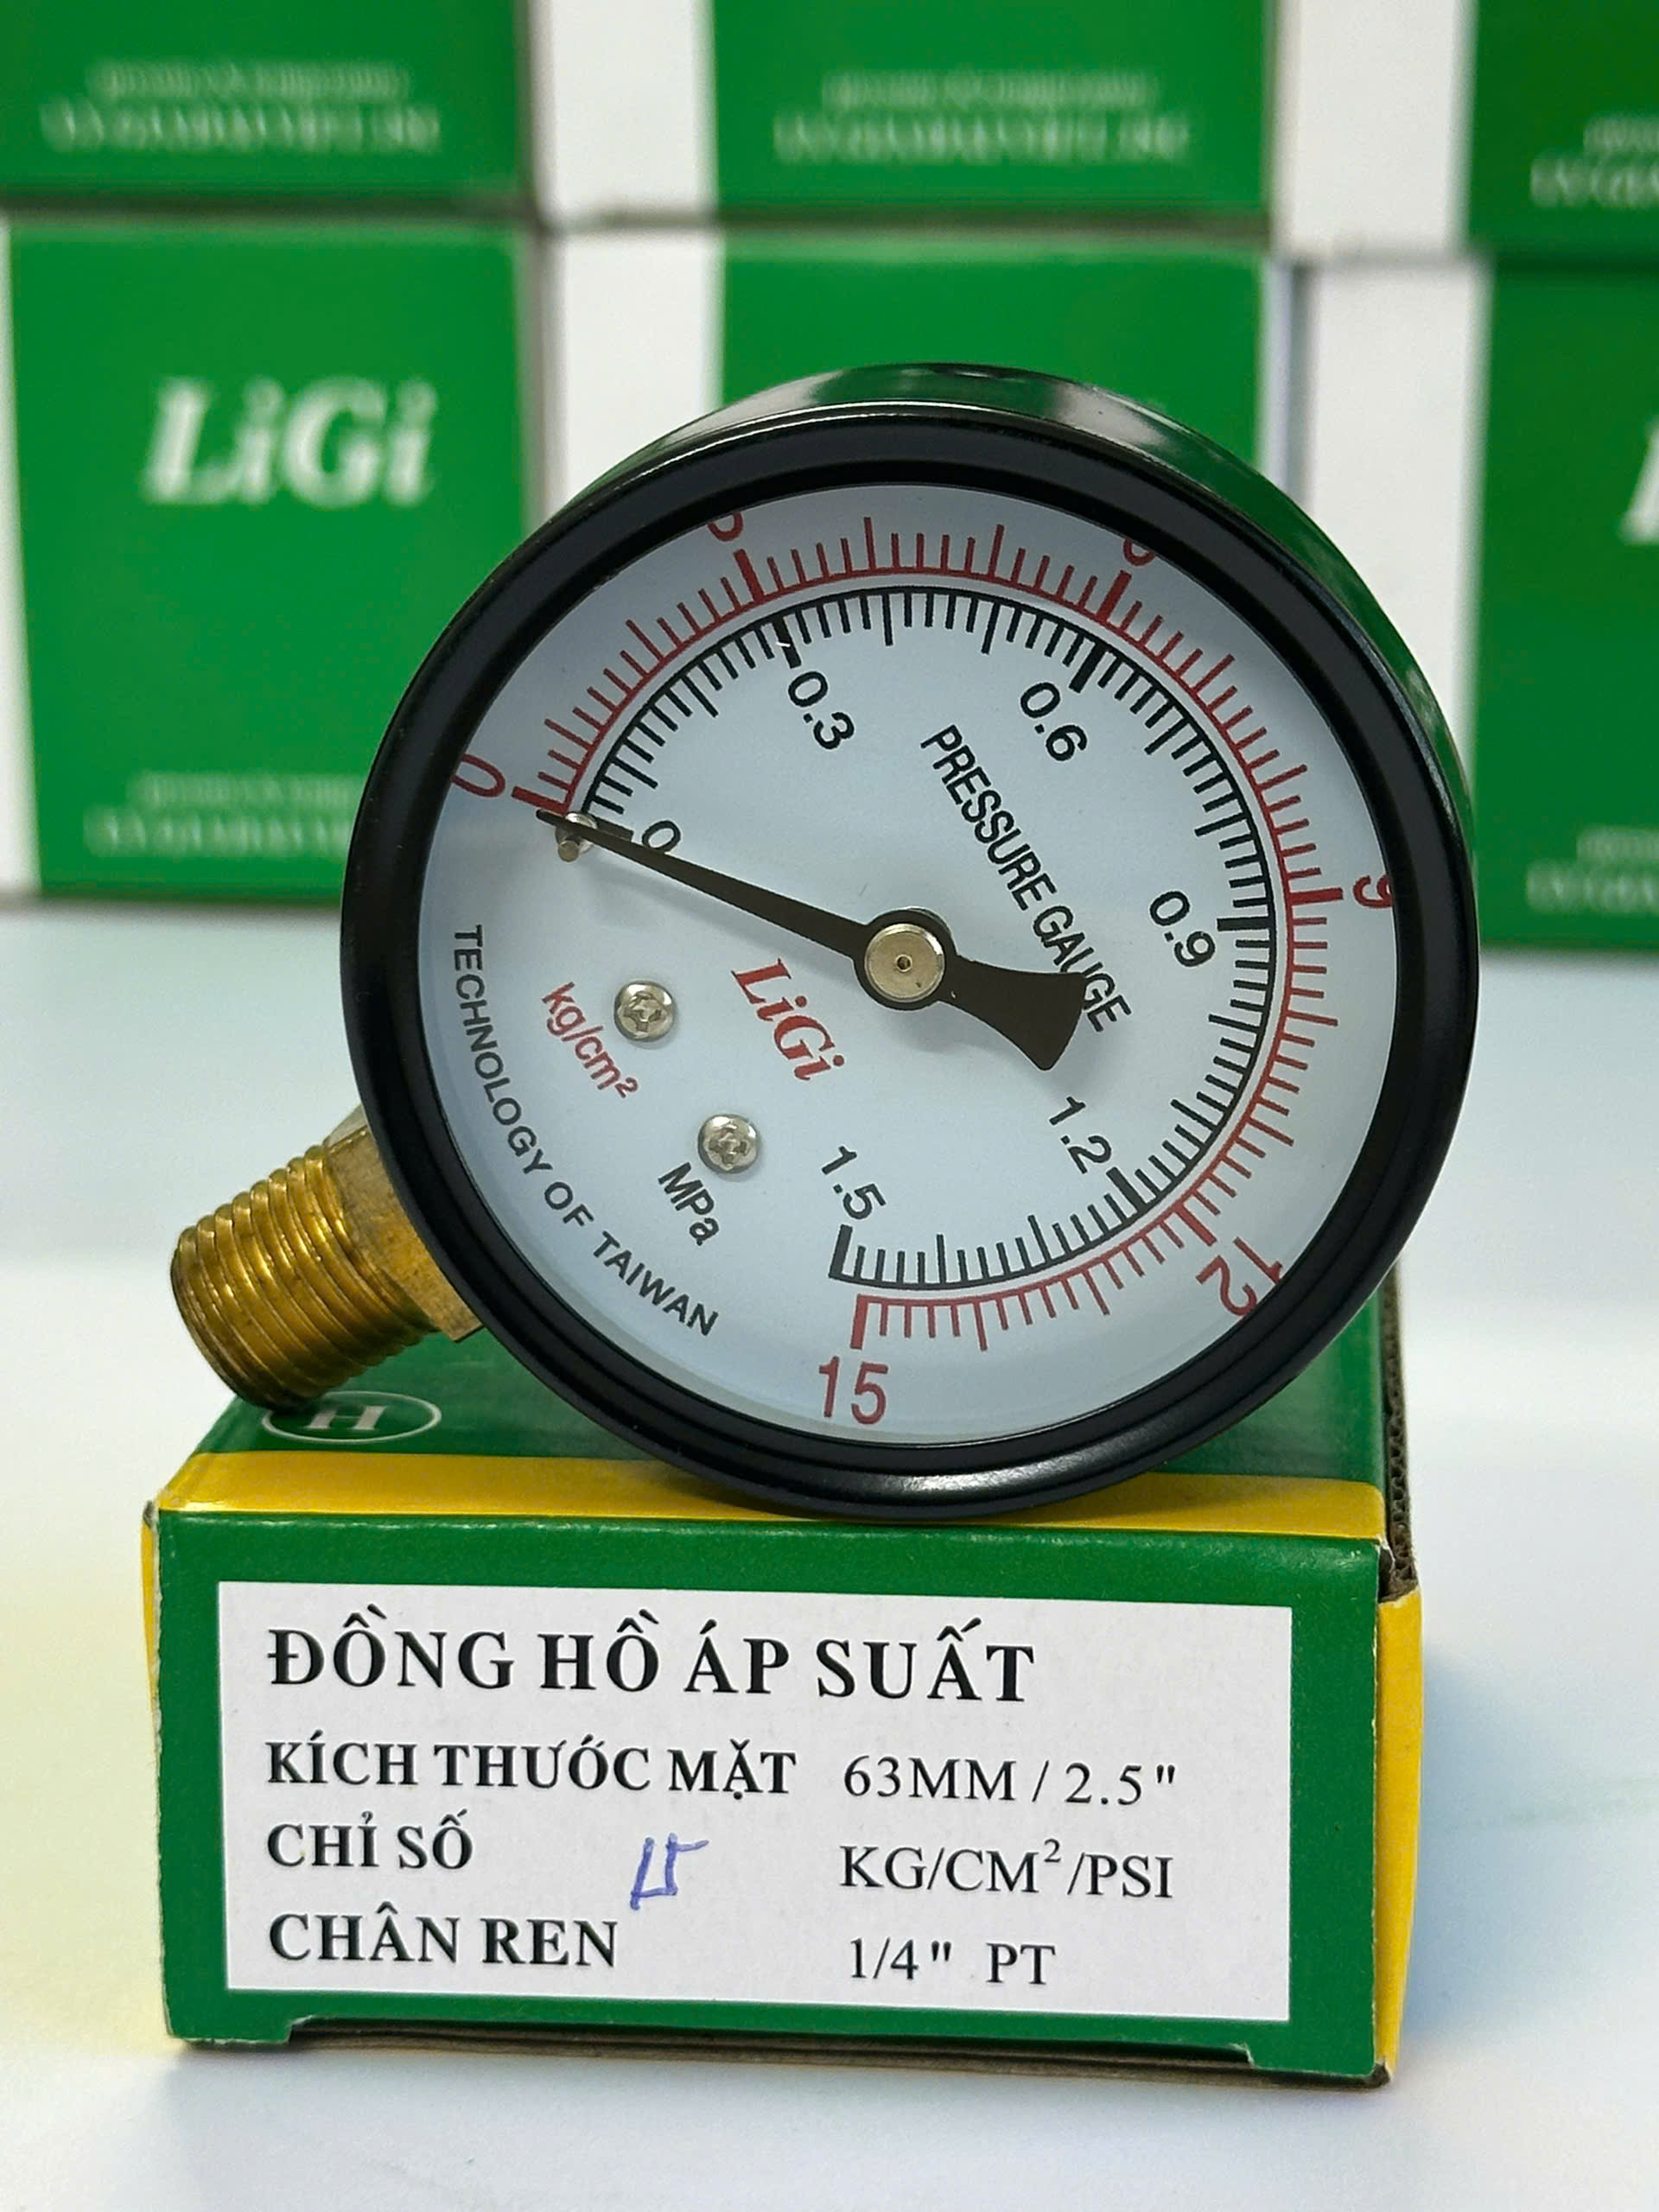 LiGi
0
3
6
9
12
15
0
0.3
0.6
0.9
1.2
1.5
PRESSURE GAUGE
LiGi
kg/cm²
MPa
TECHNOLOGY OF TAIWAN
H
ĐỒNG HỒ ÁP SUẤT
KÍCH THƯỚC MẶT 63MM / 2.5"
CHỈ SỐ 15 KG/CM²/PSI
CHÂN REN 1/4" PT